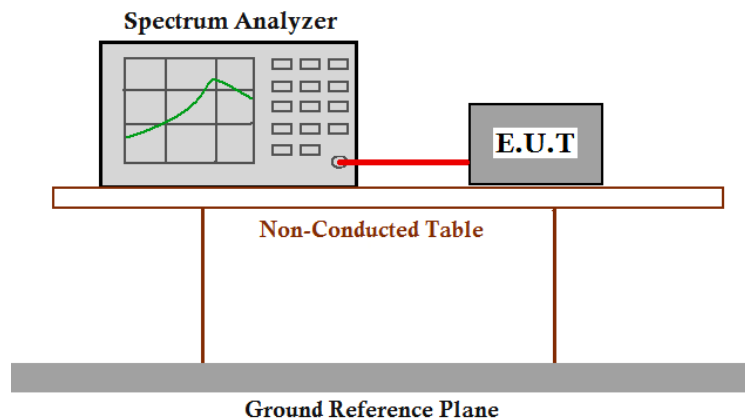 Spectrum Analyzer
E.U.T
Non-Conducted Table
Ground Reference Plane